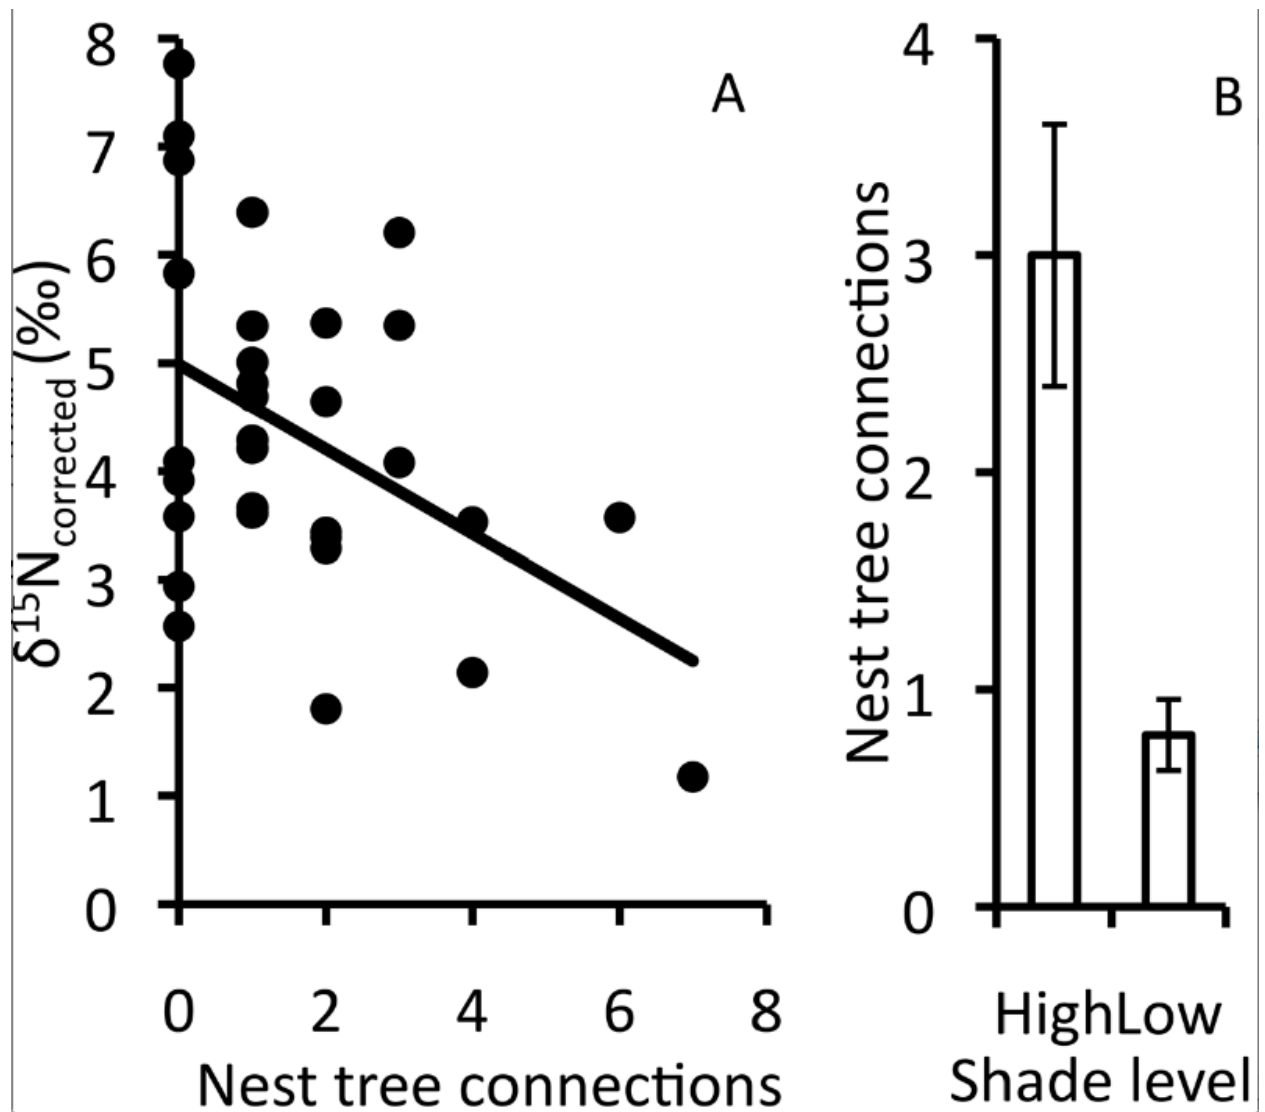 A
8
7
6
5
4
3
2
1
0
δ15Ncorrected (‰)
0 2 4 6 8
Nest tree connections
B
4
3
2
1
0
Nest tree connections
HighLow
Shade level